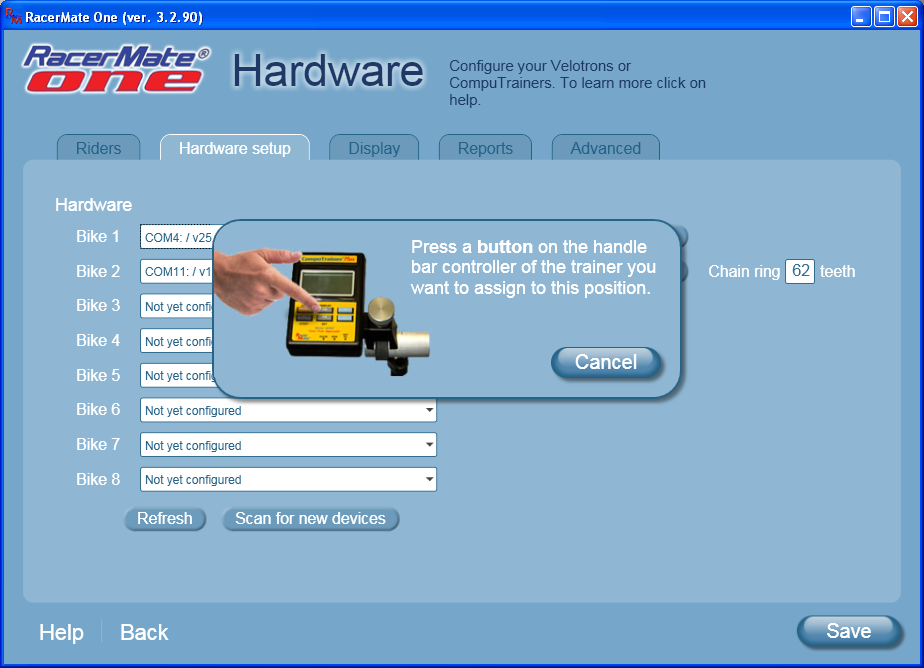 RacerMate One (ver. 3.2.90)
RacerMate®
one
Hardware
Configure your Velotrons or
CompuTrainers. To learn more click on
help.
Riders
Hardware setup
Display
Reports
Advanced
Hardware
Bike 1
COM4: / v25
Bike 2
COM11: / v1
Chain ring 62 teeth
Bike 3
Not yet config
Bike 4
Not yet config
Bike 5
Not yet config
Bike 6
Not yet configured
Bike 7
Not yet configured
Bike 8
Not yet configured
CompuTrainer Plus
Press a button on the handle
bar controller of the trainer you
want to assign to this position.
Cancel
Refresh
Scan for new devices
Help
Back
Save